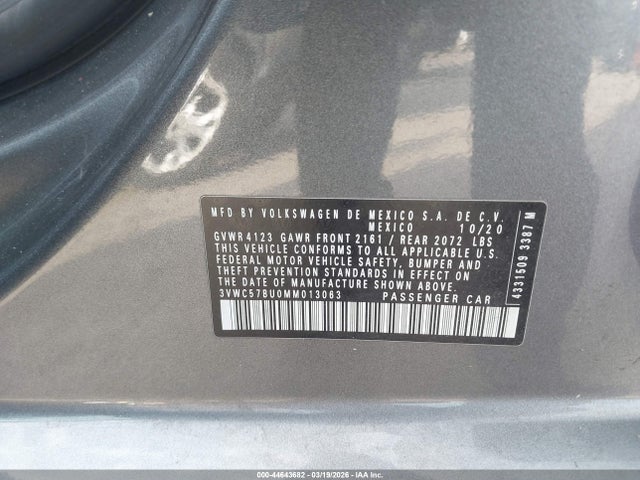 MFD BY VOLKSWAGEN DE MEXICO S.A. DE C.V.
MEXICO 10/20
GVWR 4123 GAWR FRONT 2161 / REAR 2072 LBS
THIS VEHICLE CONFORMS TO ALL APPLICABLE
FEDERAL MOTOR VEHICLE SAFETY, BUMPER AND
THEFT PREVENTION STANDARDS IN EFFECT ON
THE DATE OF MANUFACTURE SHOWN ABOVE.
3VWC57BU0MM013063 PASSENGER CAR
4331509 3387 M
000-44643682 | 03/19/2026 | IAA, Inc.